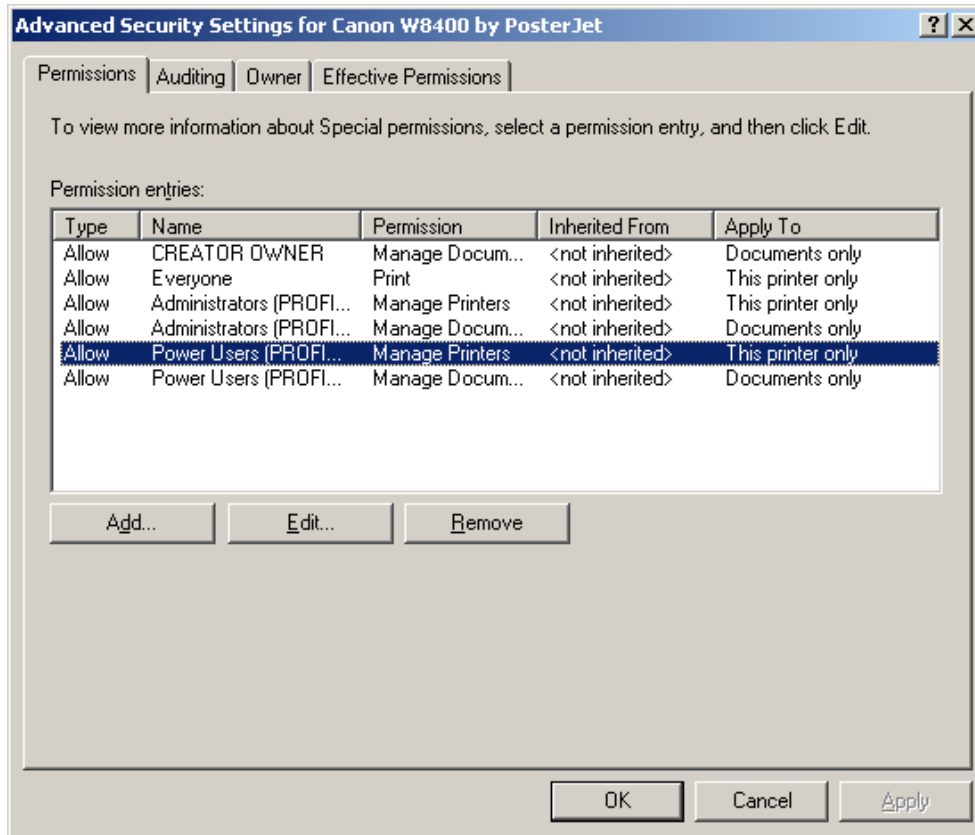 Advanced Security Settings for Canon W8400 by PosterJet
Permissions Auditing Owner Effective Permissions
To view more information about Special permissions, select a permission entry, and then click Edit.
Permission entries:
Type Name Permission Inherited From Apply To
Allow CREATOR OWNER Manage Docum... <not inherited> Documents only
Allow Everyone Print <not inherited> This printer only
Allow Administrators (PROFI... Manage Printers <not inherited> This printer only
Allow Administrators (PROFI... Manage Docum... <not inherited> Documents only
Allow Power Users (PROFI... Manage Printers <not inherited> This printer only
Allow Power Users (PROFI... Manage Docum... <not inherited> Documents only
Add... Edit... Remove
OK Cancel Apply